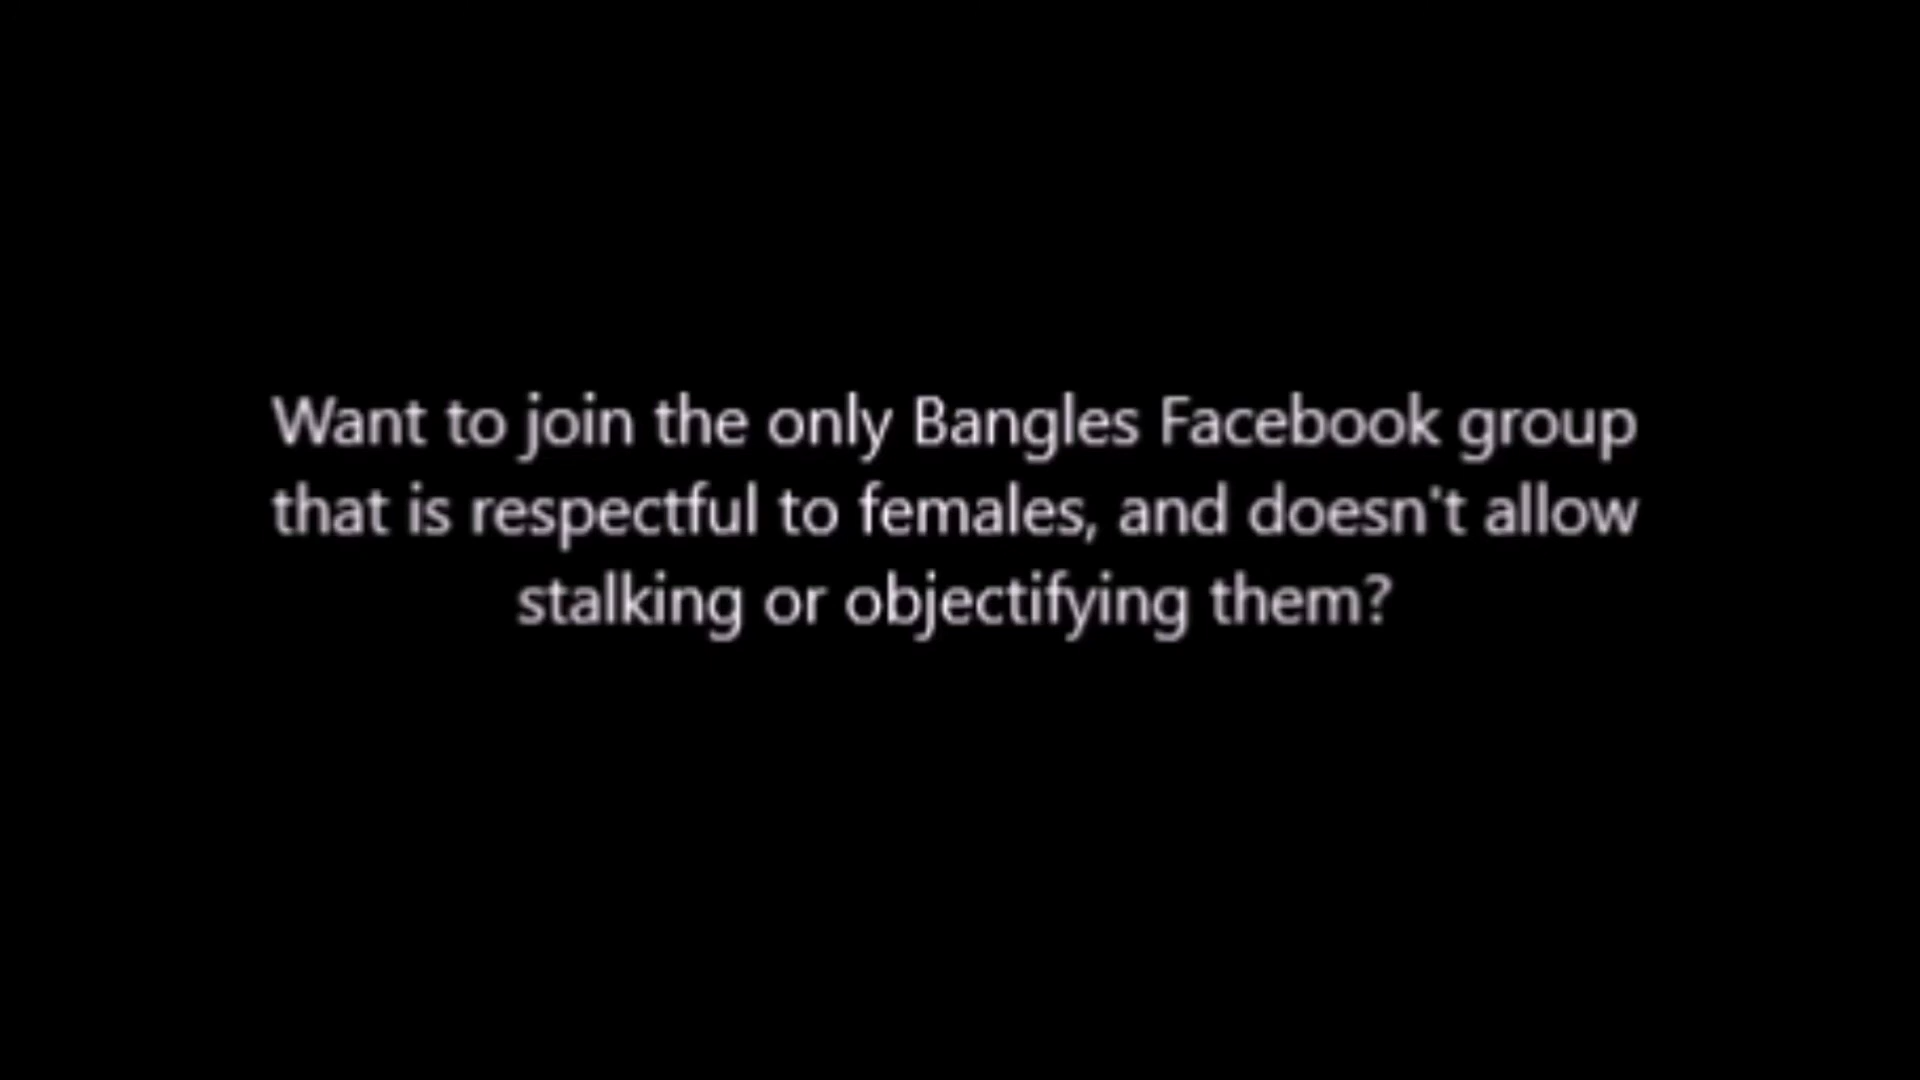 Want to join the only Bangles Facebook group
that is respectful to females, and doesn't allow
stalking or objectifying them?